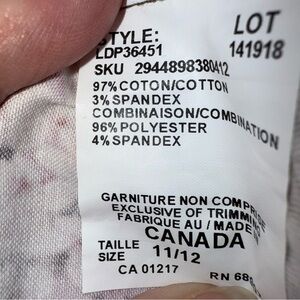 STYLE: LOT
LDP36451 141918
SKU 2944898380412
97% COTON/COTTON
3% SPANDEX
COMBINAISON/COMBINATION
96% POLYESTER
4% SPANDEX
GARNITURE NON COMPRISE
EXCLUSIVE OF TRIMMING
FABRIQUE AU / MADE
CANADA
TAILLE
SIZE 11/12
CA 01217 RN